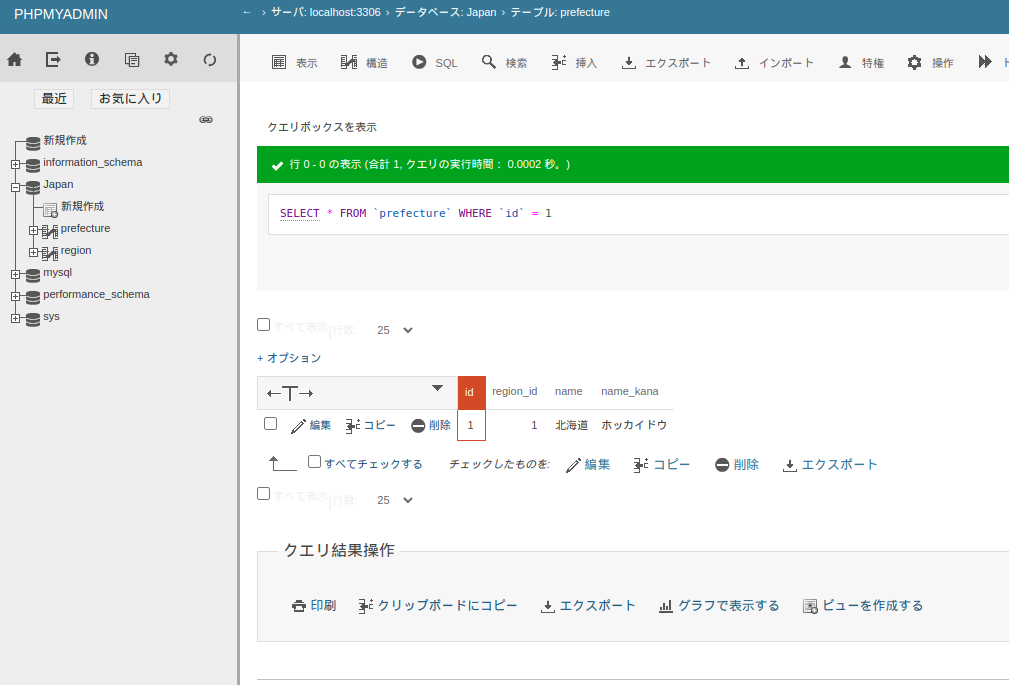 PHPMYADMIN
← › サーバ: localhost:3306 › データベース: Japan › テーブル: prefecture
表示 構造 SQL 検索 挿入 エクスポート インポート 特権 操作
最近 お気に入り
新規作成
information_schema
Japan
新規作成
prefecture
region
mysql
performance_schema
sys
クエリボックスを表示
行 0 - 0 の表示 (合計 1, クエリの実行時間： 0.0002 秒。)
SELECT * FROM `prefecture` WHERE `id` = 1
すべて表示 | 行数: 25
+ オプション
←T→ id region_id name name_kana
編集 コピー 削除 1 1 北海道 ホッカイドウ
すべてチェックする チェックしたものを: 編集 コピー 削除 エクスポート
すべて表示 | 行数: 25
クエリ結果操作
印刷 クリップボードにコピー エクスポート グラフで表示する ビューを作成する